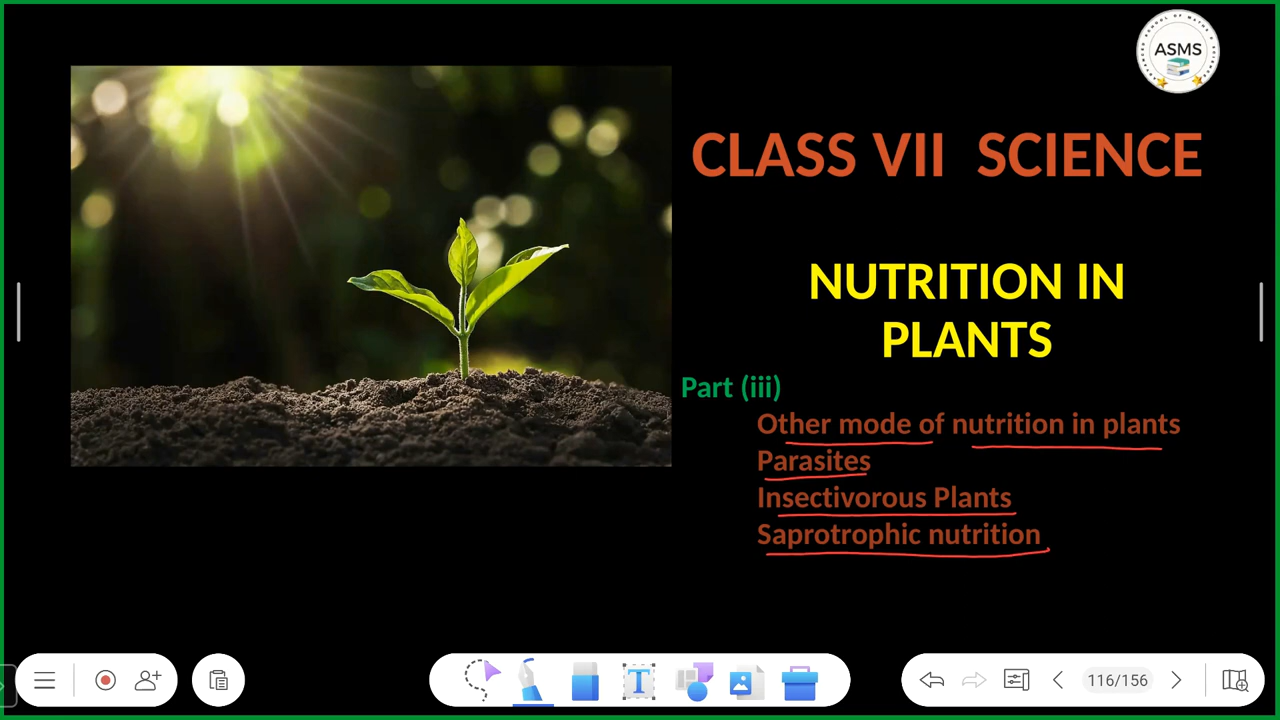 ASMS
CLASS VII SCIENCE
NUTRITION IN
PLANTS
Part (iii)
Other mode of nutrition in plants
Parasites
Insectivorous Plants
Saprotrophic nutrition
T
116/156